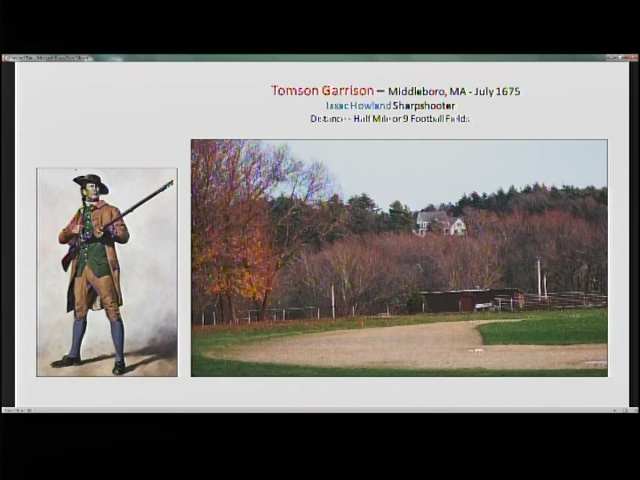 Tomson Garrison – Middleboro, MA - July 1675
Isaac Howland Sharpshooter
Distance - Half Mile or 9 Football Fields